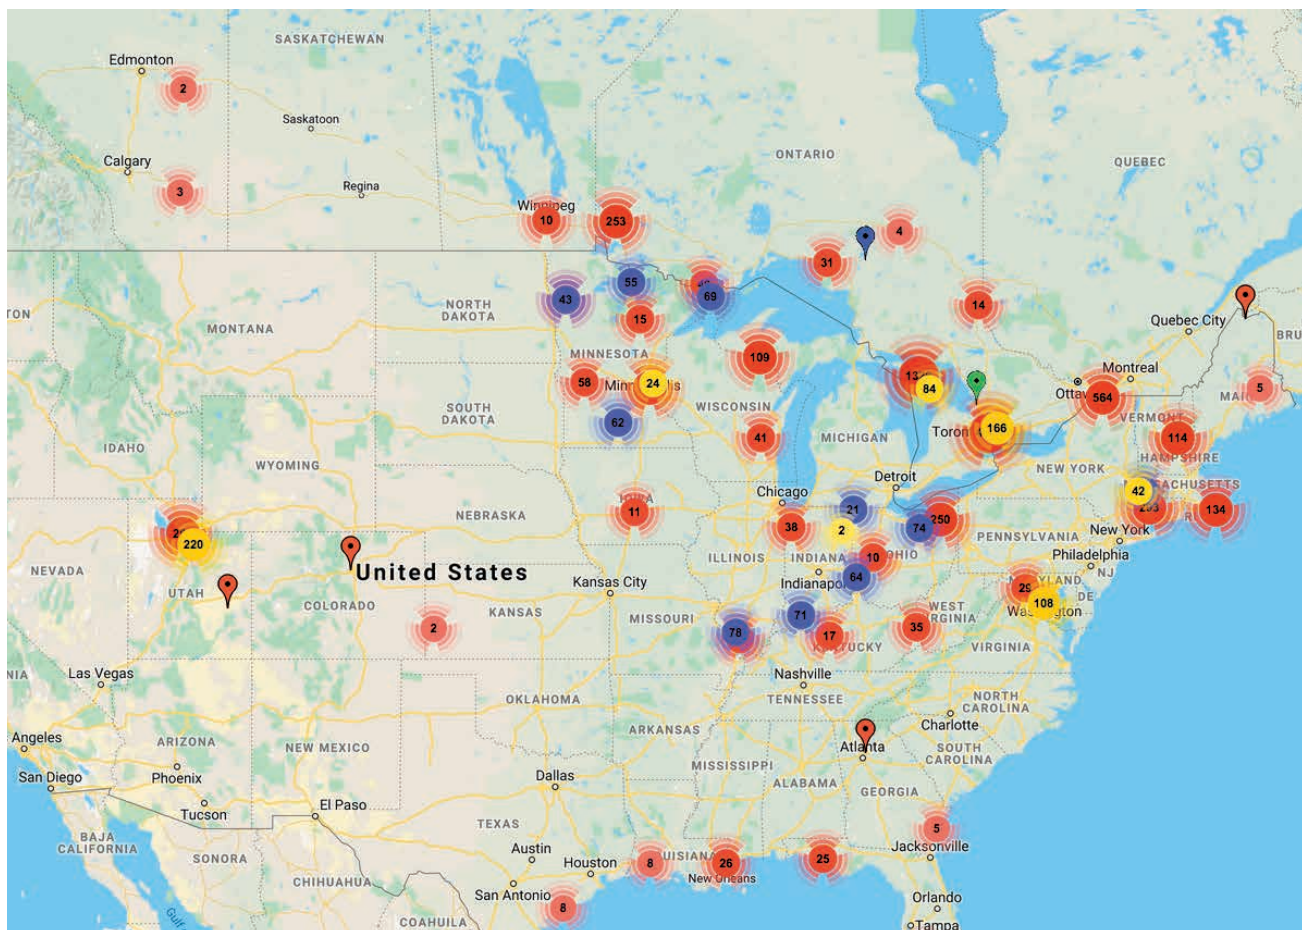 SASKATCHEWAN
Edmonton
2
Saskatoon
ONTARIO
QUEBEC
Calgary
Regina
3
Winnipeg
10
253
4
31
55
43
69
NORTH
DAKOTA
15
14
Quebec City
MONTANA
MINNESOTA
109
Montreal
58
24
84
564
5
SOUTH
DAKOTA
WISCONSIN
VERMONT
62
166
IDAHO
41
MICHIGAN
114
HAMPSHIRE
WYOMING
Detroit
NEW YORK
Chicago
42
NEBRASKA
11
38
21
74
250
134
2
New York
220
ILLINOIS
INDIANA
10
PENNSYLVANIA
NEVADA
United States
Kansas City
64
Philadelphia
NJ
UTAH
COLORADO
KANSAS
MISSOURI
29
108
DE
Washington
2
78
71
17
35
WEST
VIRGINIA
Las Vegas
Nashville
OKLAHOMA
TENNESSEE
NORTH
CAROLINA
Angeles
ARIZONA
NEW MEXICO
ARKANSAS
Charlotte
San Diego
Phoenix
Dallas
MISSISSIPPI
Atlanta
SOUTH
CAROLINA
ALABAMA
GEORGIA
Tucson
El Paso
BAJA
CALIFORNIA
TEXAS
5
SONORA
Austin
Houston
8
26
25
Jacksonville
New Orleans
CHIHUAHUA
San Antonio
8
Orlando
COAHUILA
Tampa